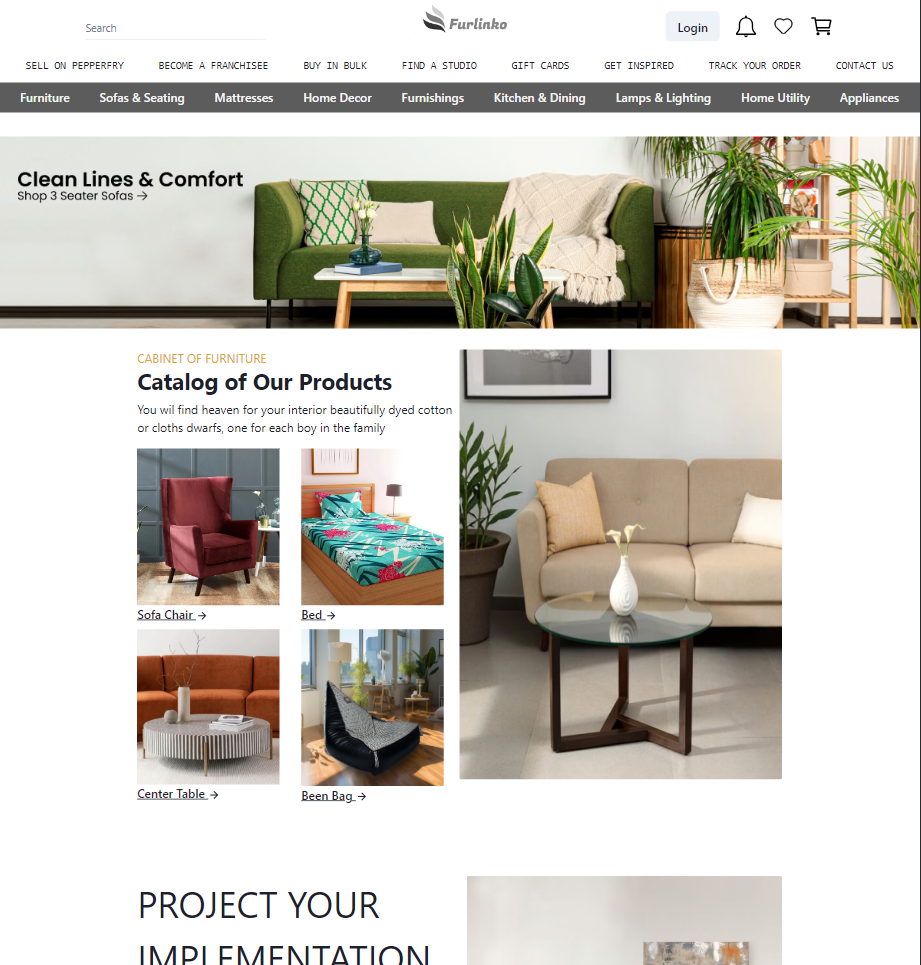 Search
Furlinko
Login
SELL ON PEPPERFRY BECOME A FRANCHISEE BUY IN BULK FIND A STUDIO GIFT CARDS GET INSPIRED TRACK YOUR ORDER CONTACT US
Furniture Sofas & Seating Mattresses Home Decor Furnishings Kitchen & Dining Lamps & Lighting Home Utility Appliances
Clean Lines & Comfort
Shop 3 Seater Sofas →
CABINET OF FURNITURE
Catalog of Our Products
You wil find heaven for your interior beautifully dyed cotton
or cloths dwarfs, one for each boy in the family
Sofa Chair →
Bed →
Center Table →
Been Bag →
PROJECT YOUR
IMPLEMENTATION